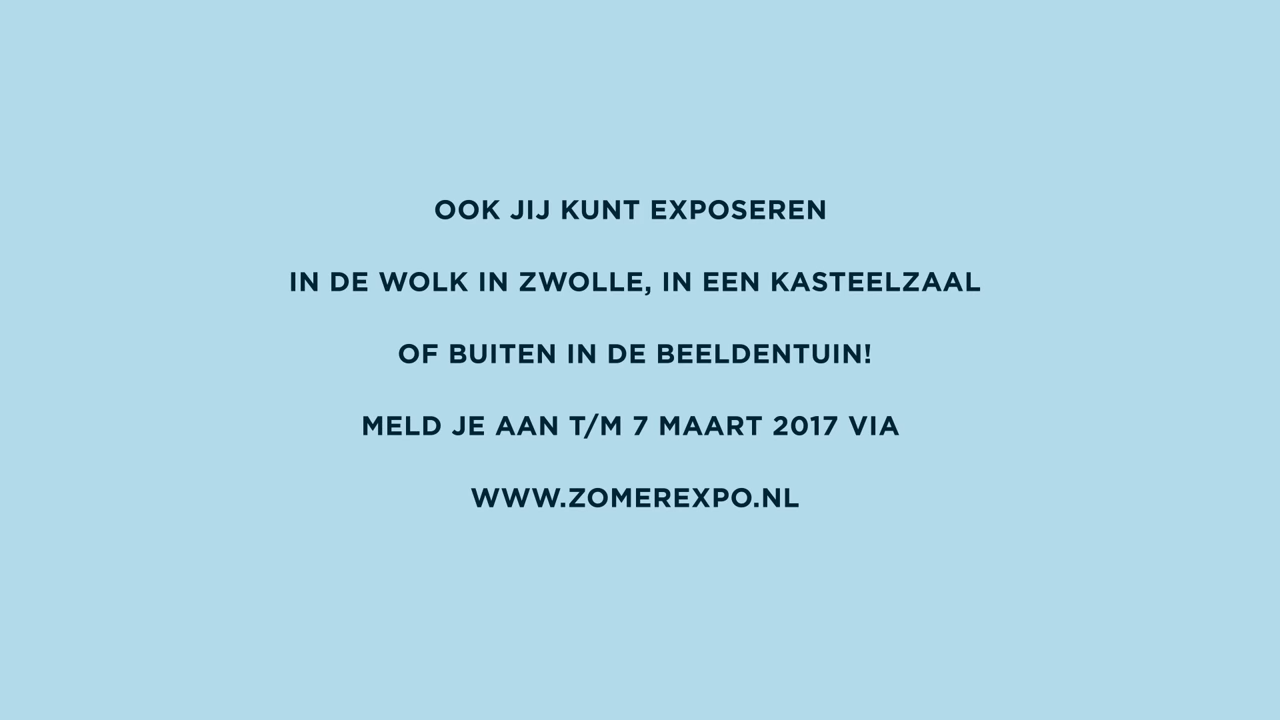 OOK JIJ KUNT EXPOSEREN
IN DE WOLK IN ZWOLLE, IN EEN KASTEELZAAL
OF BUITEN IN DE BEELDENTUIN!
MELD JE AAN T/M 7 MAART 2017 VIA
WWW.ZOMEREXPO.NL